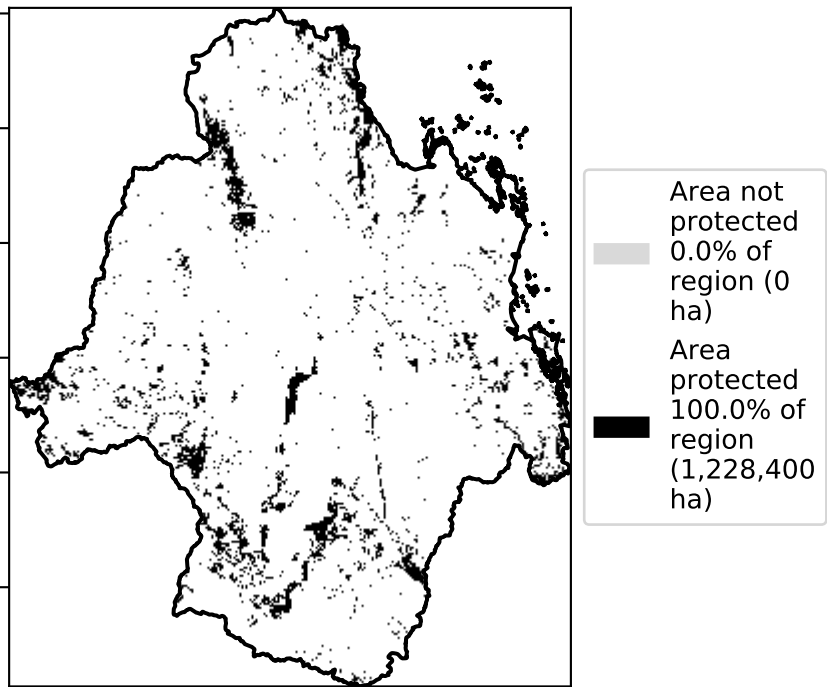 Area not
protected
0.0% of
region (0
ha)
Area
protected
100.0% of
region
(1,228,400
ha)